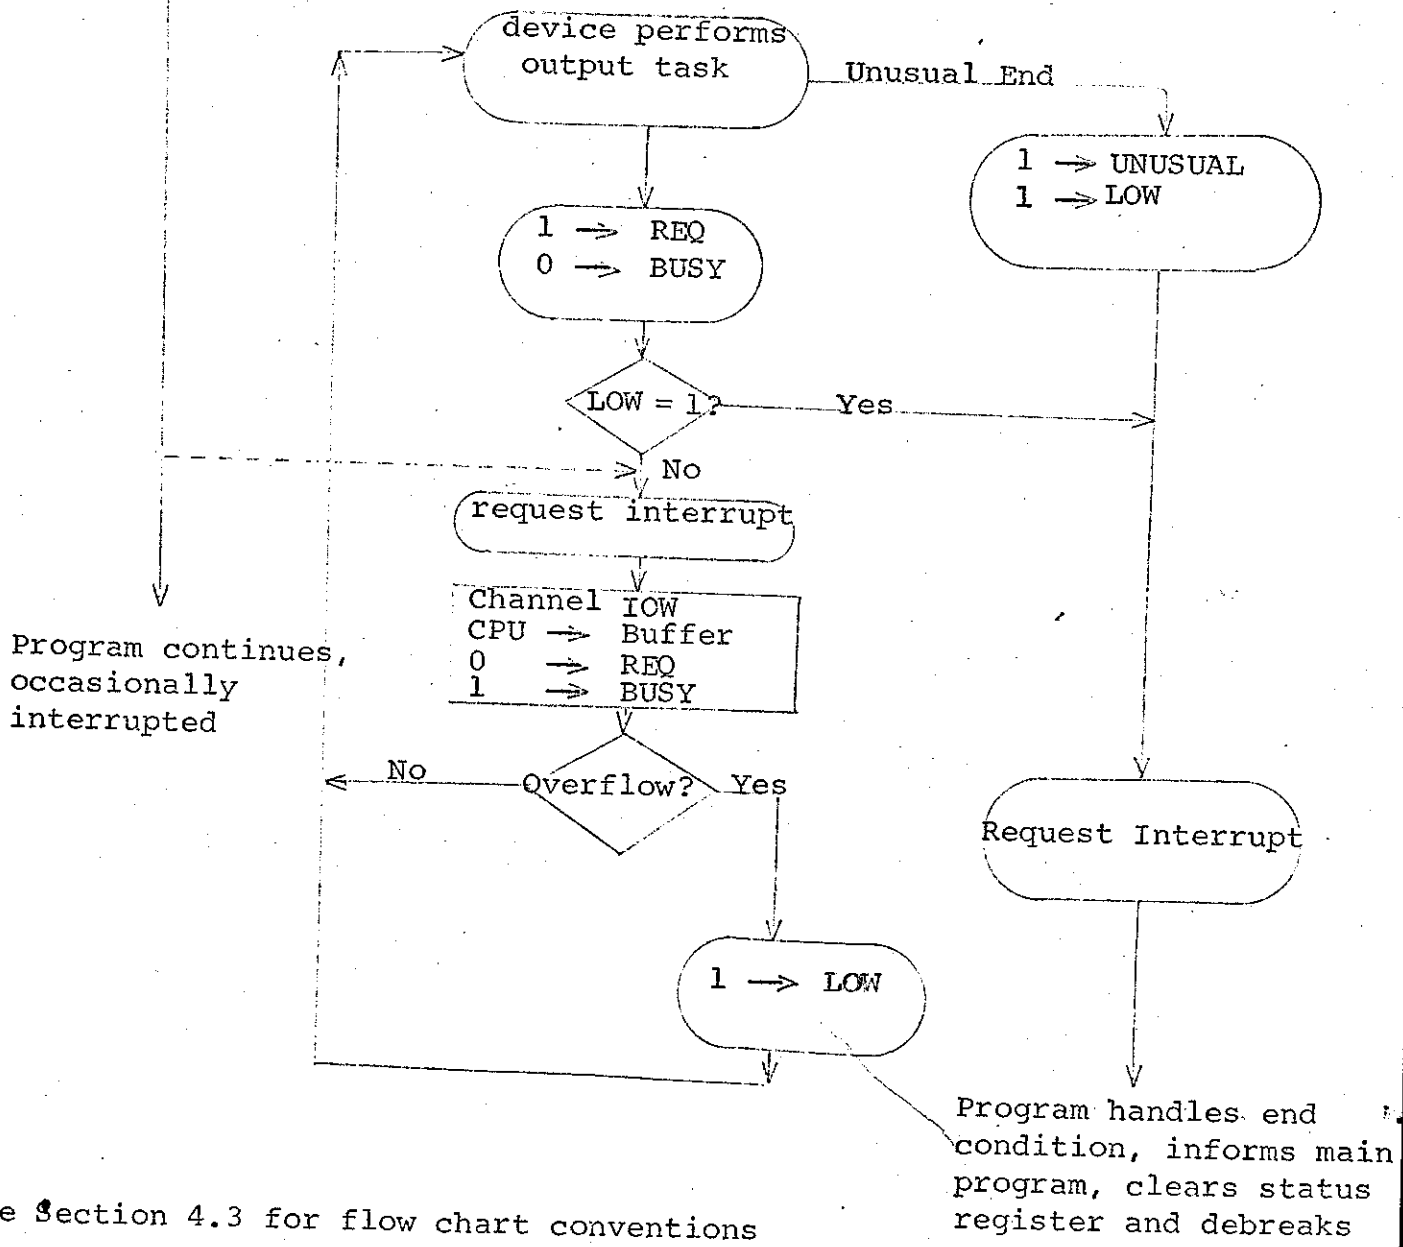 device performs
output task
Unusual End
1 → UNUSUAL
1 → LOW
1 → REQ
0 → BUSY
LOW = 1?
Yes
No
request interrupt
Channel IOW
CPU → Buffer
0 → REQ
1 → BUSY
Program continues,
occasionally
interrupted
No
Overflow?
Yes
Request Interrupt
1 → LOW
Program handles end
condition, informs main
program, clears status
register and debreaks
e Section 4.3 for flow chart conventions